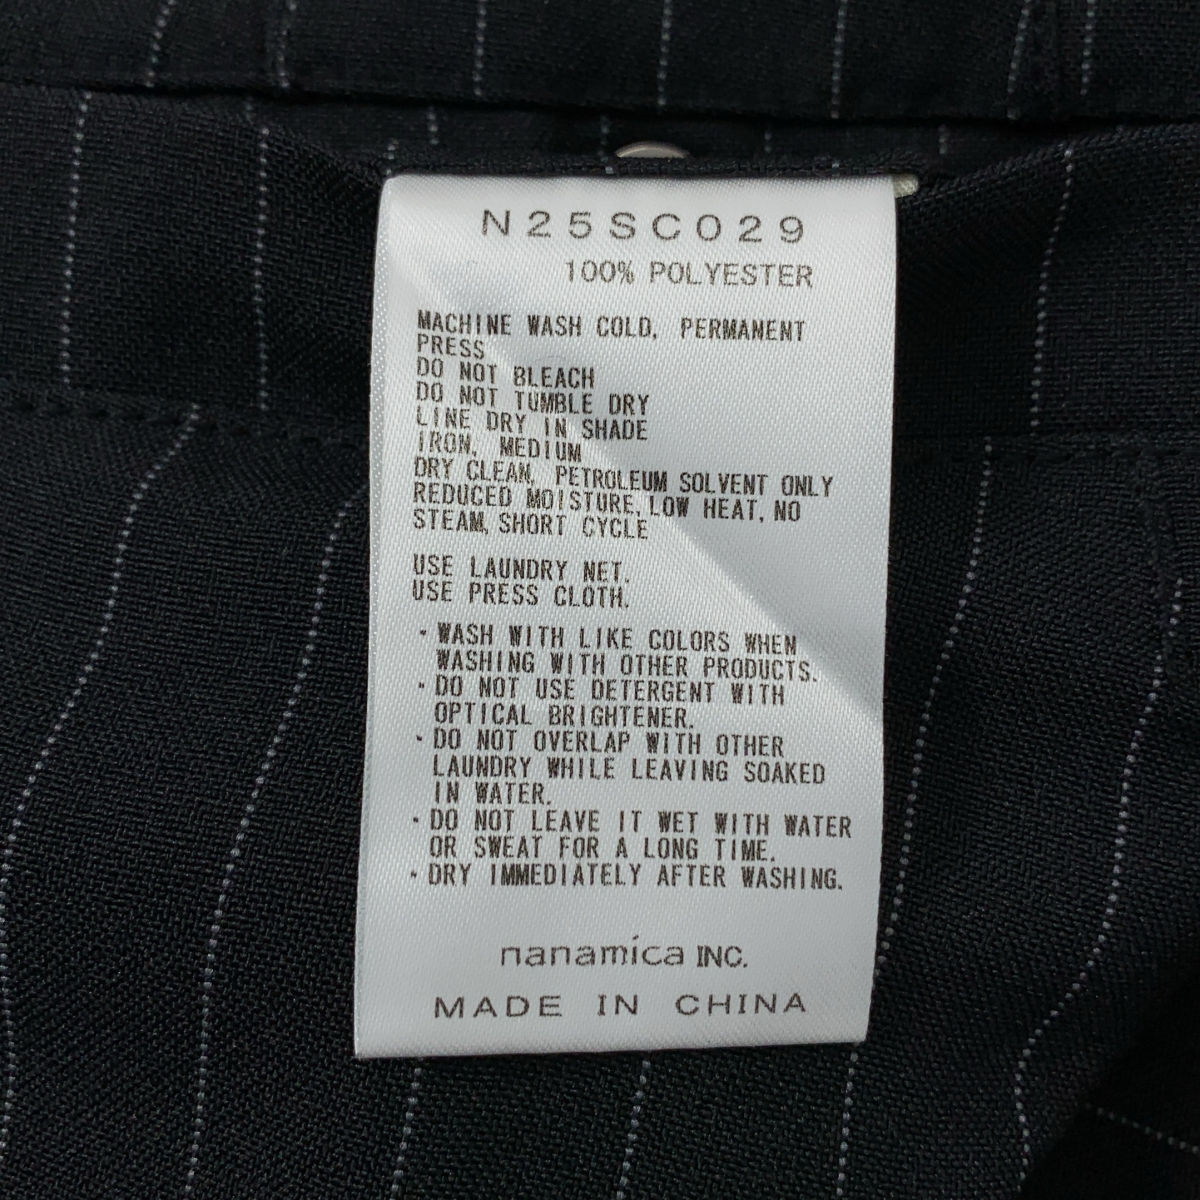 N25SC029
100% POLYESTER
MACHINE WASH COLD, PERMANENT
PRESS
DO NOT BLEACH
DO NOT TUMBLE DRY
LINE DRY IN SHADE
IRON, MEDIUM
DRY CLEAN, PETROLEUM SOLVENT ONLY
REDUCED MOISTURE, LOW HEAT, NO
STEAM, SHORT CYCLE
USE LAUNDRY NET.
USE PRESS CLOTH.
・WASH WITH LIKE COLORS WHEN
WASHING WITH OTHER PRODUCTS.
・DO NOT USE DETERGENT WITH
OPTICAL BRIGHTENER.
・DO NOT OVERLAP WITH OTHER
LAUNDRY WHILE LEAVING SOAKED
IN WATER.
・DO NOT LEAVE IT WET WITH WATER
OR SWEAT FOR A LONG TIME.
・DRY IMMEDIATELY AFTER WASHING.
nanamica INC.
MADE IN CHINA